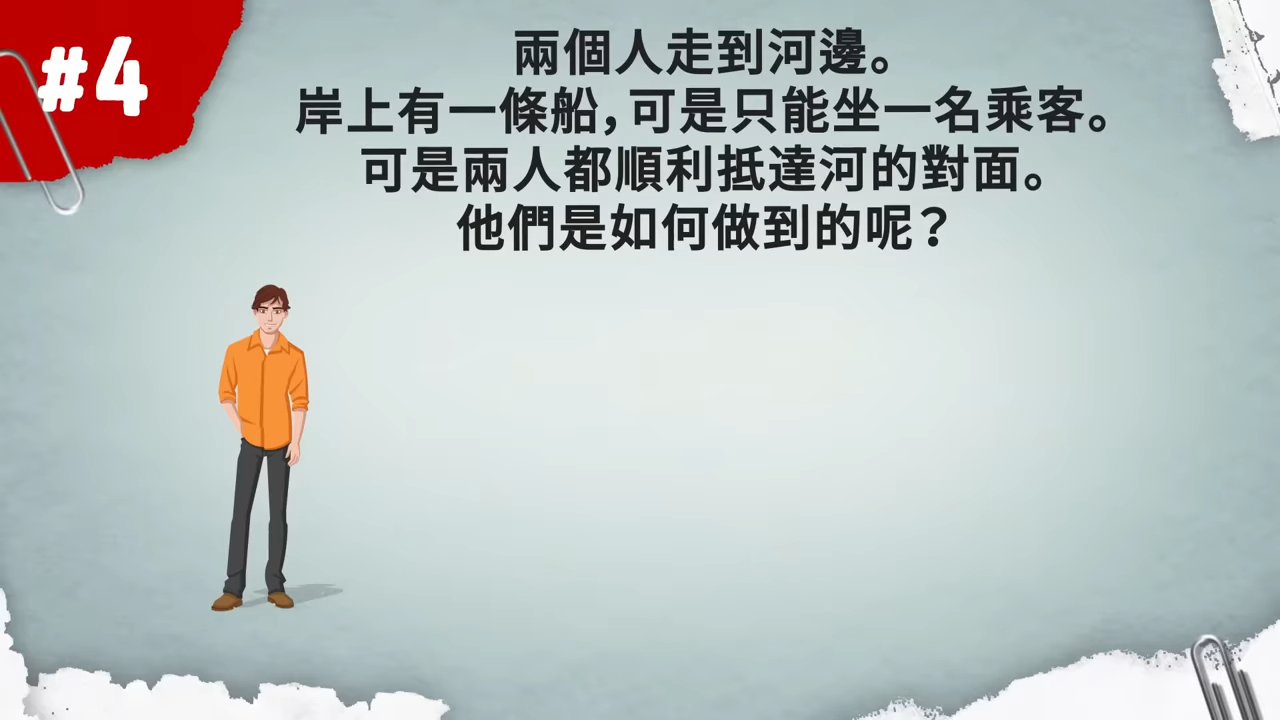 #4
兩個人走到河邊。
岸上有一條船,可是只能坐一名乘客。
可是兩人都順利抵達河的對面。
他們是如何做到的呢？